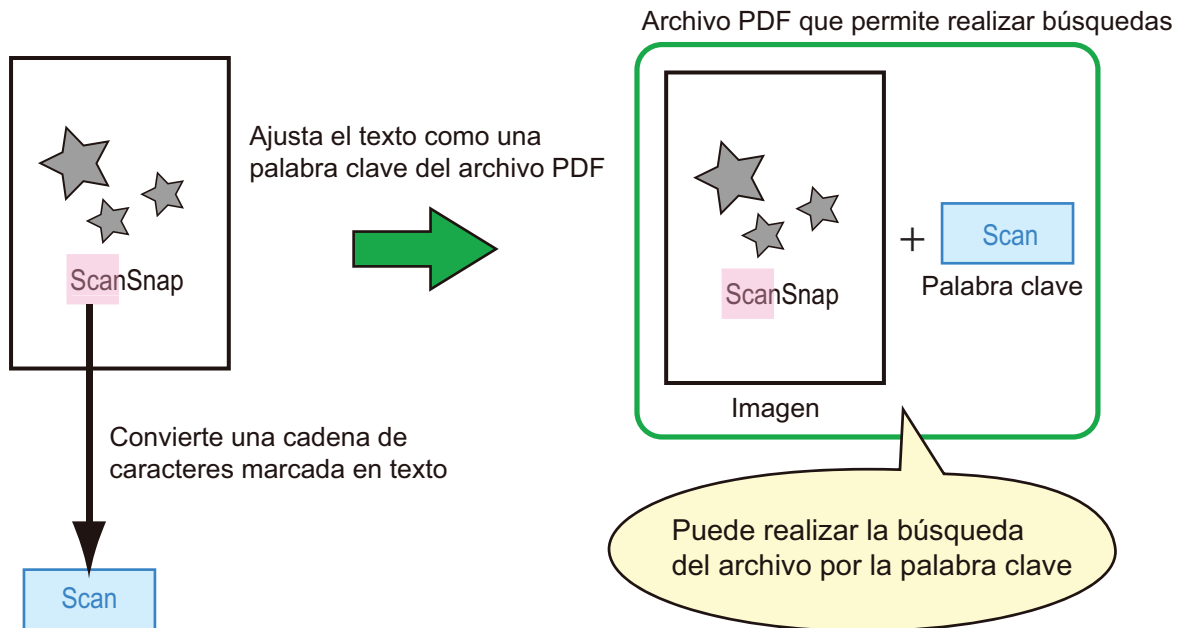 Archivo PDF que permite realizar búsquedas
Ajusta el texto como una
palabra clave del archivo PDF
ScanSnap
ScanSnap
+
Scan
Palabra clave
Imagen
Convierte una cadena de
caracteres marcada en texto
Scan
Puede realizar la búsqueda
del archivo por la palabra clave